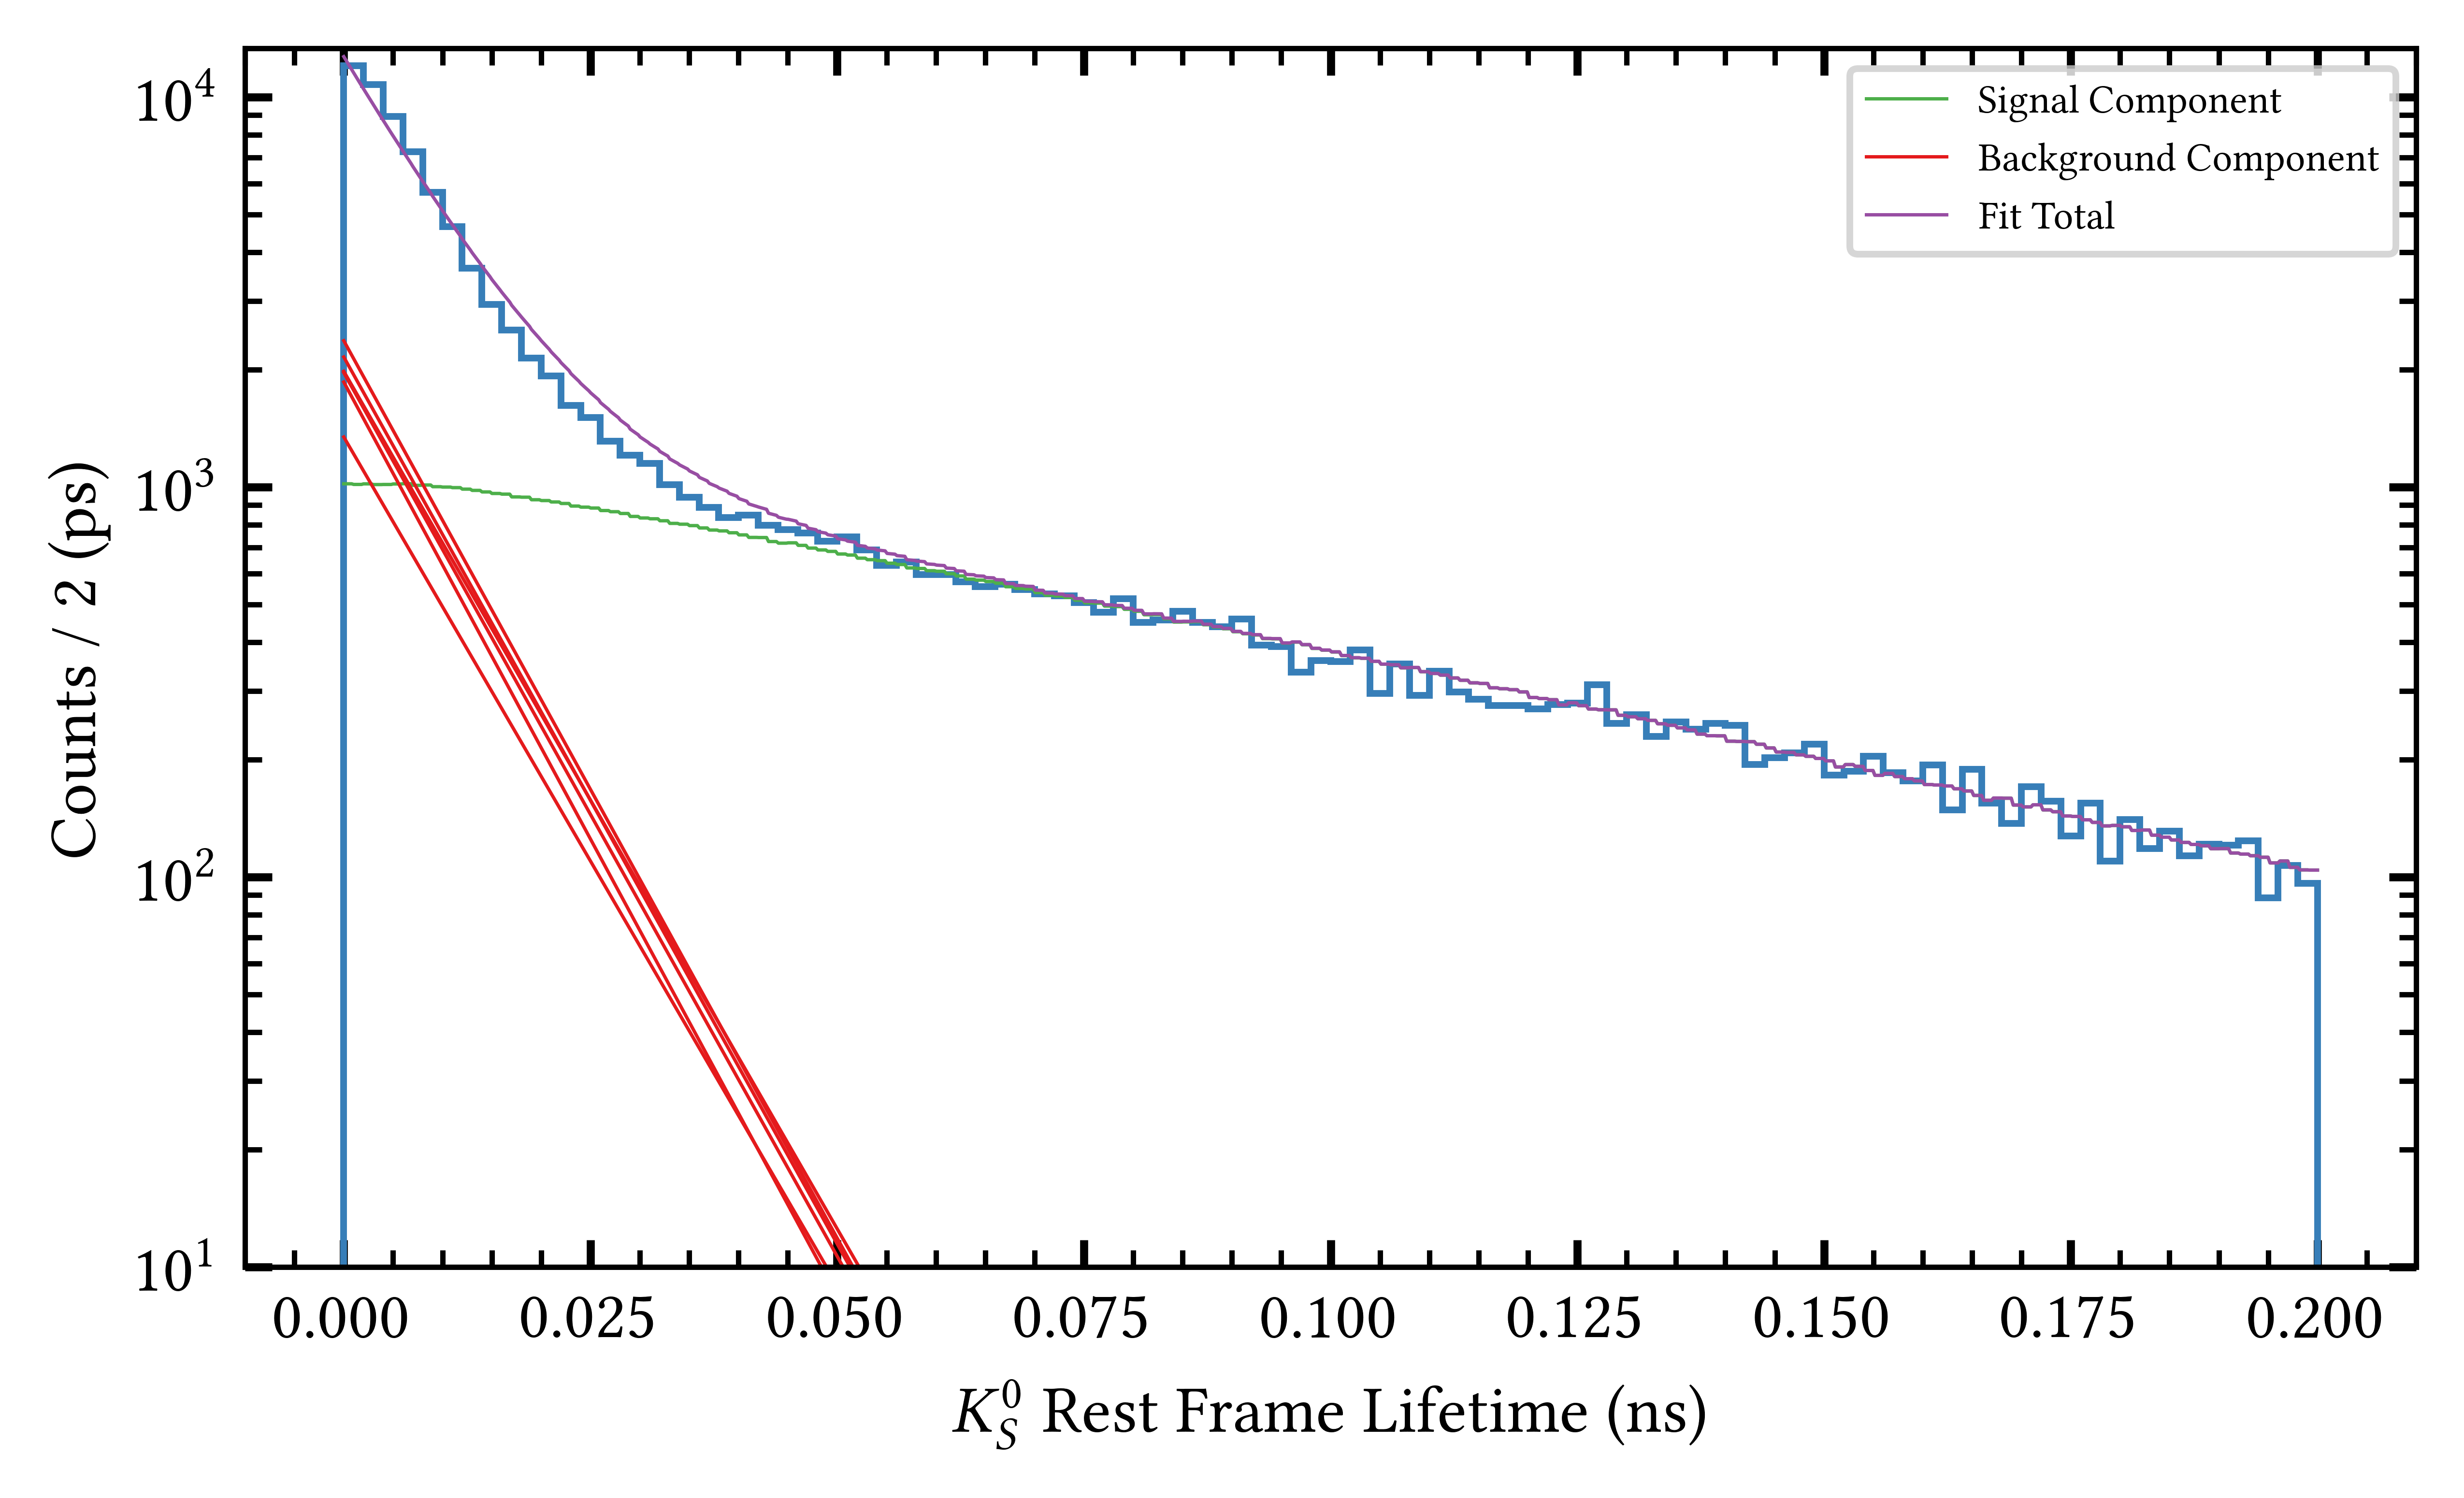 Signal Component
Background Component
Fit Total
10^4
10^3
10^2
10^1
Counts / 2 (ps)
0.000 0.025 0.050 0.075 0.100 0.125 0.150 0.175 0.200
K_S^0 Rest Frame Lifetime (ns)